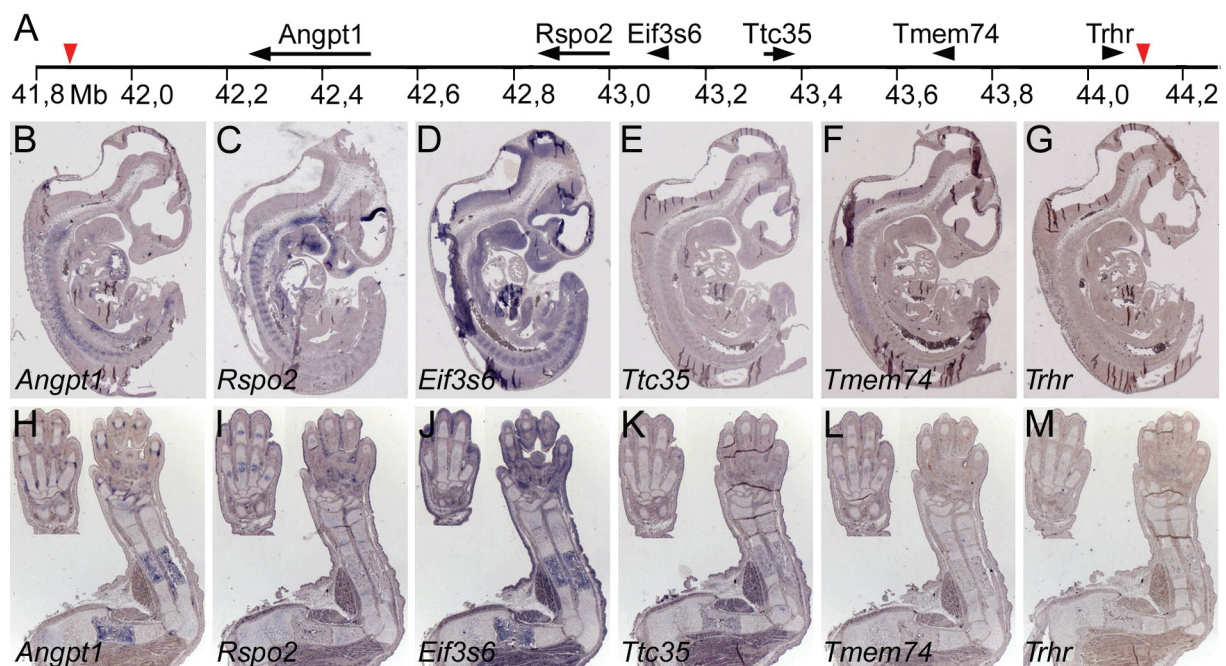 A
Angpt1 Rspo2 Eif3s6 Ttc35 Tmem74 Trhr
41,8 Mb 42,0 42,2 42,4 42,6 42,8 43,0 43,2 43,4 43,6 43,8 44,0 44,2
B C D E F G
Angpt1 Rspo2 Eif3s6 Ttc35 Tmem74 Trhr
H I J K L M
Angpt1 Rspo2 Eif3s6 Ttc35 Tmem74 Trhr